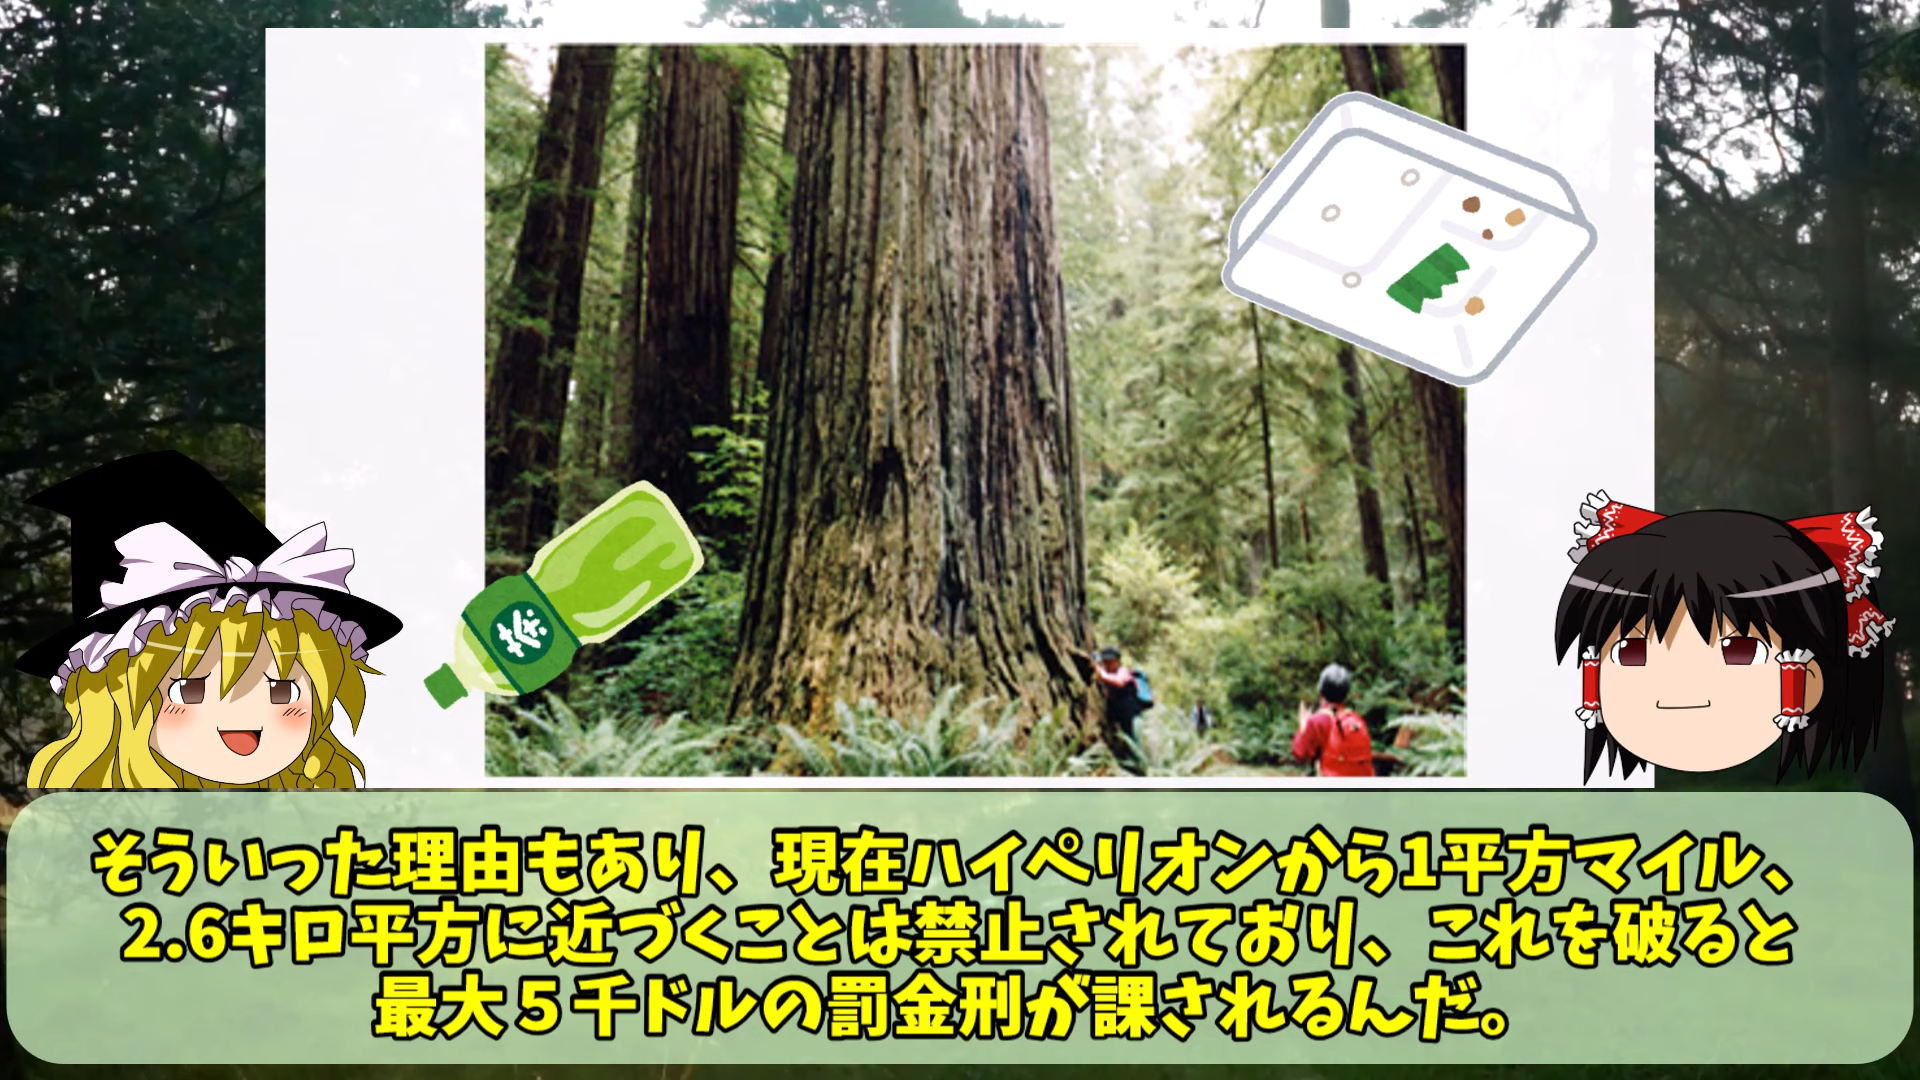 茶
そういった理由もあり、現在ハイペリオンから1平方マイル、
2.6キロ平方に近づくことは禁止されており、これを破ると
最大５千ドルの罰金刑が課されるんだ。